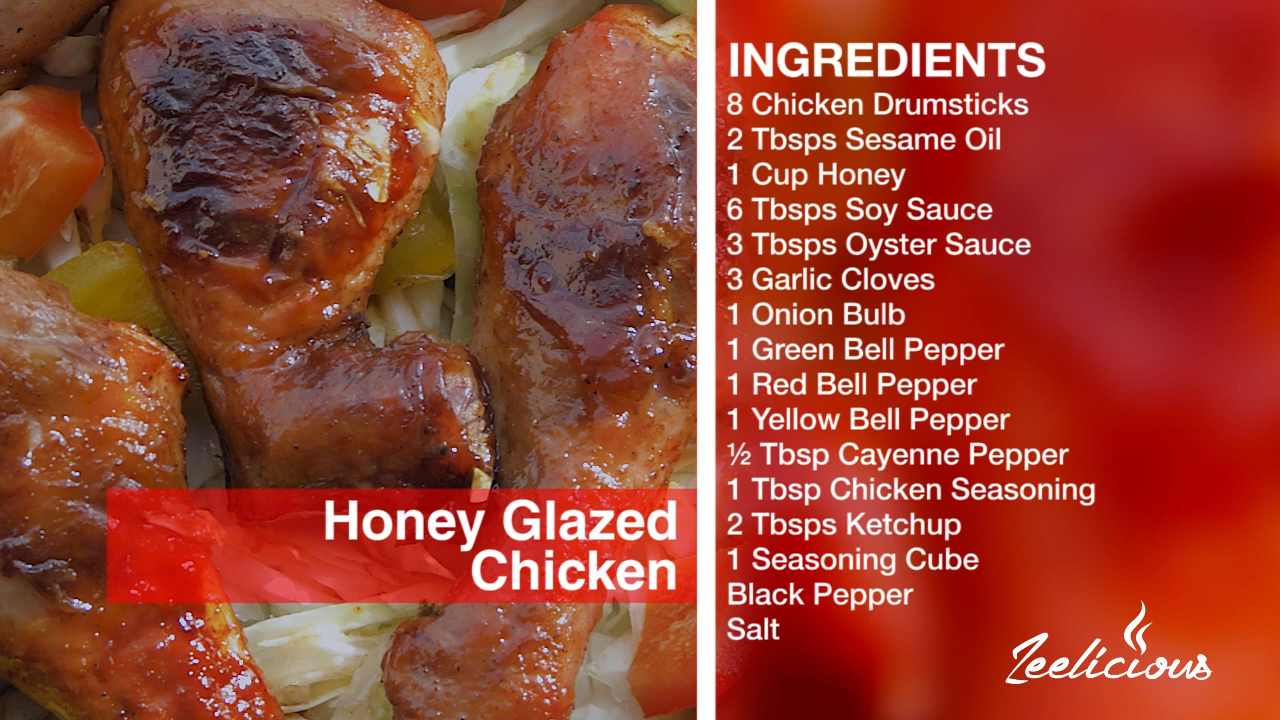 Honey Glazed
Chicken
INGREDIENTS
8 Chicken Drumsticks
2 Tbsps Sesame Oil
1 Cup Honey
6 Tbsps Soy Sauce
3 Tbsps Oyster Sauce
3 Garlic Cloves
1 Onion Bulb
1 Green Bell Pepper
1 Red Bell Pepper
1 Yellow Bell Pepper
½ Tbsp Cayenne Pepper
1 Tbsp Chicken Seasoning
2 Tbsps Ketchup
1 Seasoning Cube
Black Pepper
Salt
Zeelicious